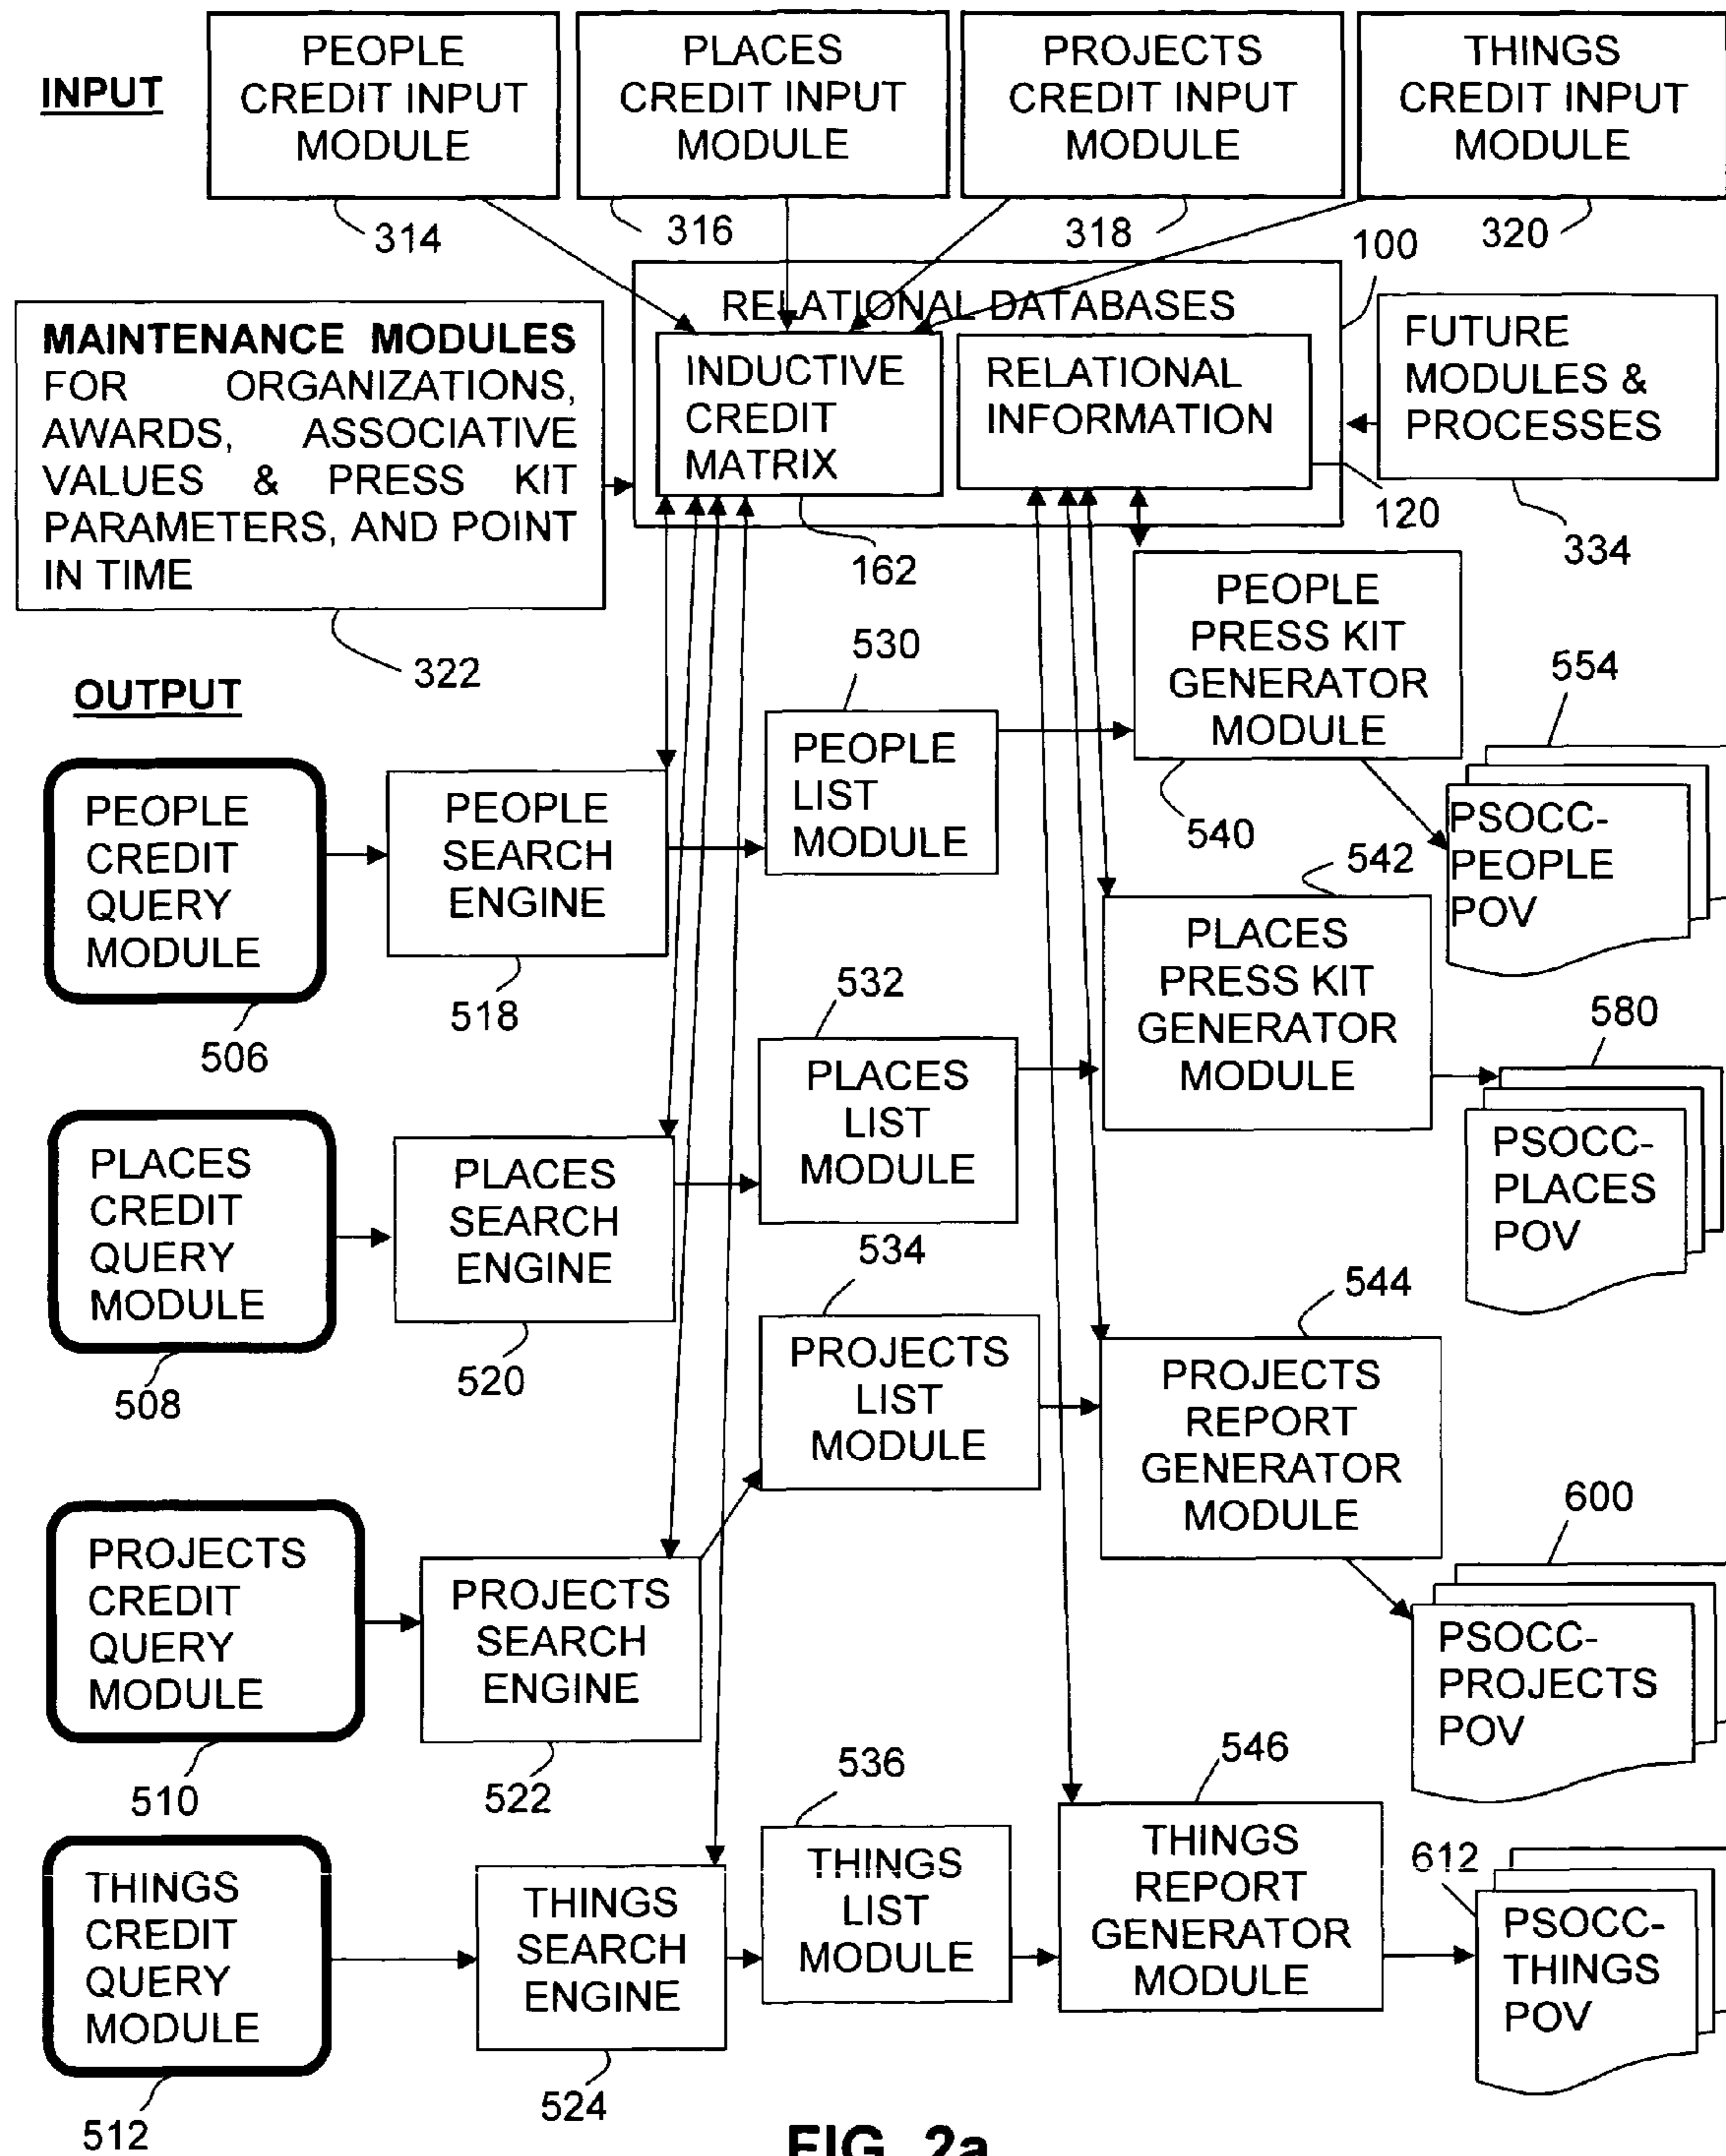 INPUT
PEOPLE
CREDIT INPUT
MODULE
PLACES
CREDIT INPUT
MODULE
PROJECTS
CREDIT INPUT
MODULE
THINGS
CREDIT INPUT
MODULE
314
316
318
320
100
RELATIONAL DATABASES
MAINTENANCE MODULES
FOR ORGANIZATIONS,
AWARDS, ASSOCIATIVE
VALUES & PRESS KIT
PARAMETERS, AND POINT
IN TIME
INDUCTIVE
CREDIT
MATRIX
RELATIONAL
INFORMATION
FUTURE
MODULES &
PROCESSES
120
334
162
322
OUTPUT
530
PEOPLE
PRESS KIT
GENERATOR
MODULE
554
PEOPLE
CREDIT
QUERY
MODULE
PEOPLE
SEARCH
ENGINE
PEOPLE
LIST
MODULE
540
PSOCC-
PEOPLE
POV
506
518
542
532
PLACES
PRESS KIT
GENERATOR
MODULE
580
PLACES
CREDIT
QUERY
MODULE
PLACES
SEARCH
ENGINE
PLACES
LIST
MODULE
PSOCC-
PLACES
POV
508
520
534
544
PROJECTS
LIST
MODULE
PROJECTS
REPORT
GENERATOR
MODULE
600
PROJECTS
CREDIT
QUERY
MODULE
PROJECTS
SEARCH
ENGINE
PSOCC-
PROJECTS
POV
510
522
536
546
612
THINGS
CREDIT
QUERY
MODULE
THINGS
SEARCH
ENGINE
THINGS
LIST
MODULE
THINGS
REPORT
GENERATOR
MODULE
PSOCC-
THINGS
POV
512
524
FIG. 2a